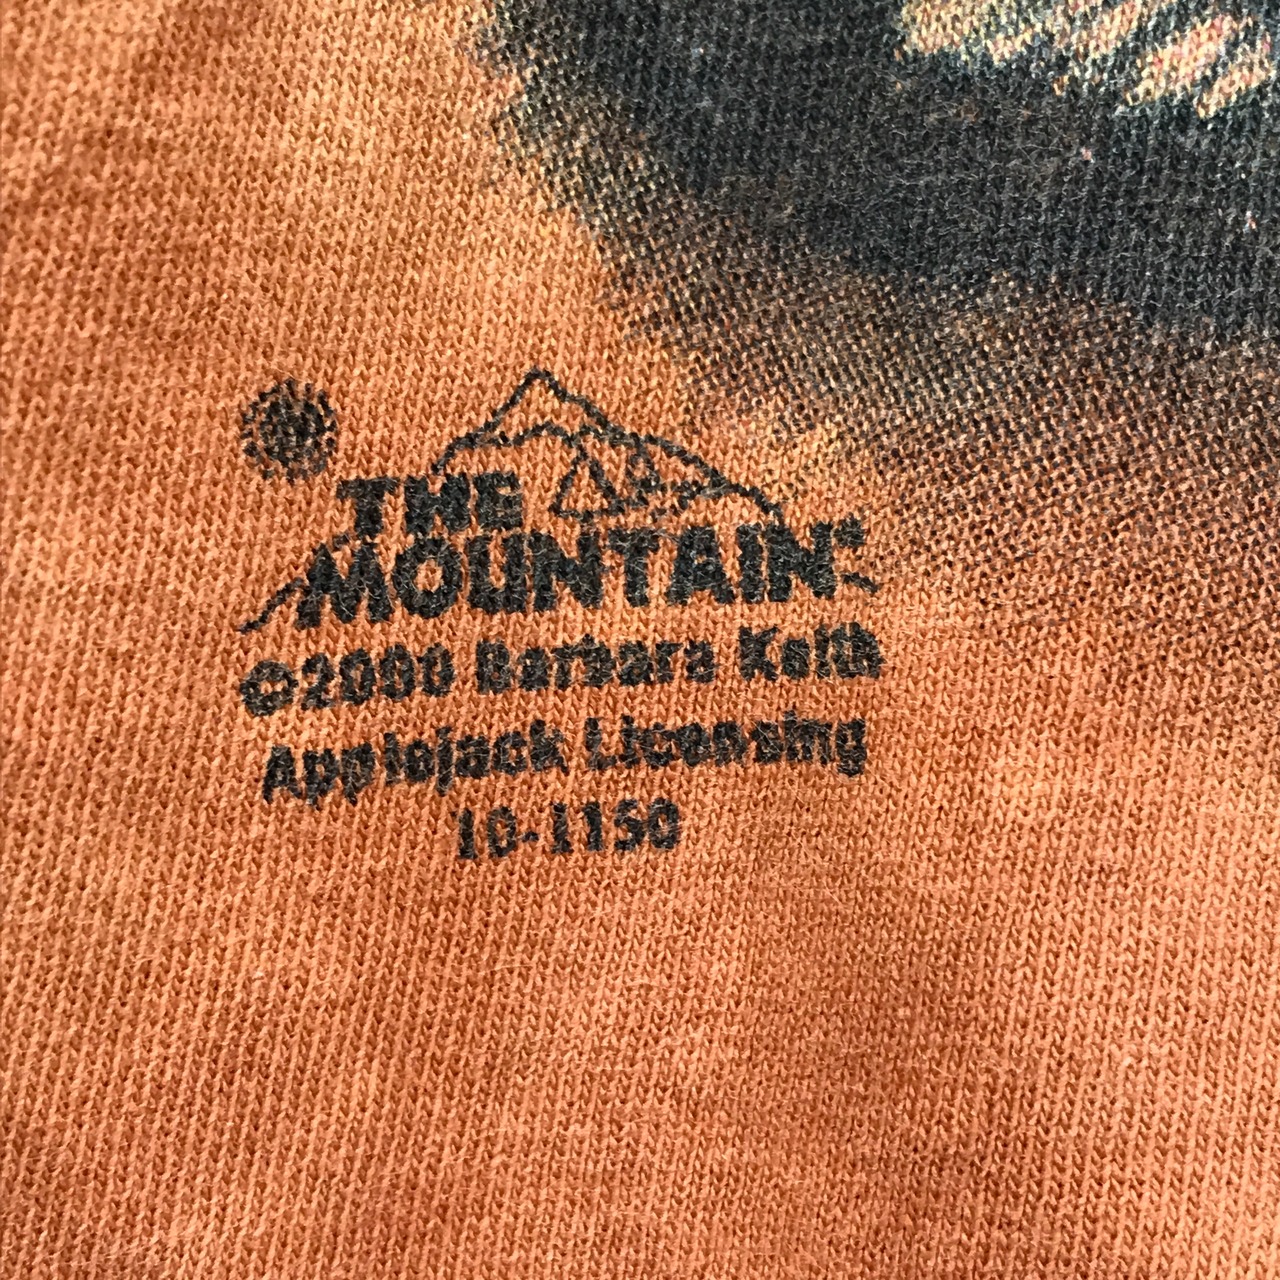 THE
MOUNTAIN®
©2000 Barbara Keith
Applejack Licensing
10-1150